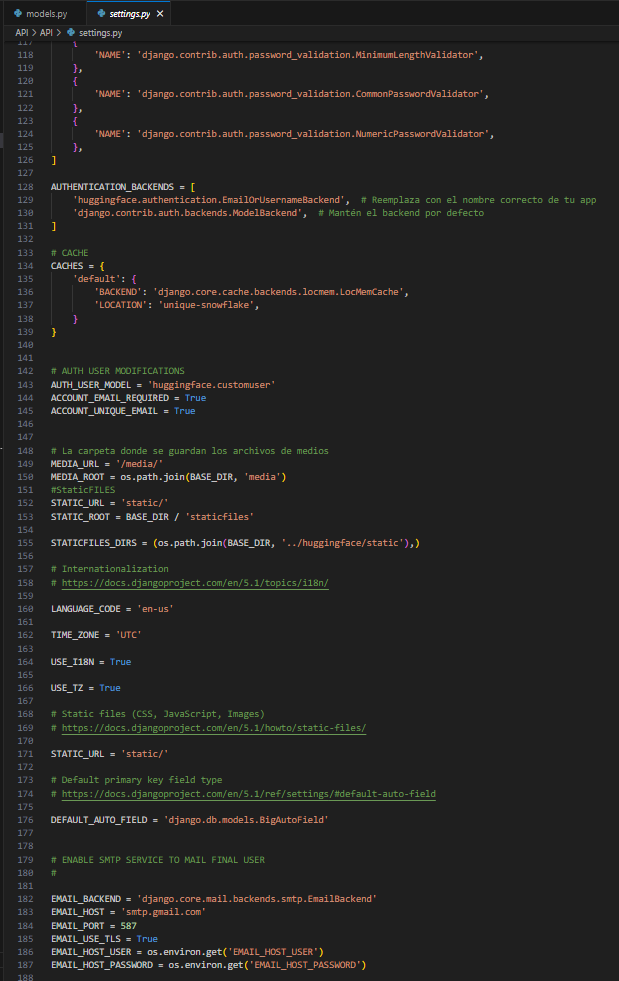 models.py
settings.py
API > API > settings.py
117 {
118 'NAME': 'django.contrib.auth.password_validation.MinimumLengthValidator',
119 },
120 {
121 'NAME': 'django.contrib.auth.password_validation.CommonPasswordValidator',
122 },
123 {
124 'NAME': 'django.contrib.auth.password_validation.NumericPasswordValidator',
125 },
126 ]
127
128 AUTHENTICATION_BACKENDS = [
129 'huggingface.authentication.EmailOrUsernameBackend', # Reemplaza con el nombre correcto de tu app
130 'django.contrib.auth.backends.ModelBackend', # Mantén el backend por defecto
131 ]
132
133 # CACHE
134 CACHES = {
135 'default': {
136 'BACKEND': 'django.core.cache.backends.locmem.LocMemCache',
137 'LOCATION': 'unique-snowflake',
138 }
139 }
140
141
142 # AUTH USER MODIFICATIONS
143 AUTH_USER_MODEL = 'huggingface.customuser'
144 ACCOUNT_EMAIL_REQUIRED = True
145 ACCOUNT_UNIQUE_EMAIL = True
146
147
148 # La carpeta donde se guardan los archivos de medios
149 MEDIA_URL = '/media/'
150 MEDIA_ROOT = os.path.join(BASE_DIR, 'media')
151 #StaticFILES
152 STATIC_URL = 'static/'
153 STATIC_ROOT = BASE_DIR / 'staticfiles'
154
155 STATICFILES_DIRS = (os.path.join(BASE_DIR, '../huggingface/static'),)
156
157 # Internationalization
158 # https://docs.djangoproject.com/en/5.1/topics/i18n/
159
160 LANGUAGE_CODE = 'en-us'
161
162 TIME_ZONE = 'UTC'
163
164 USE_I18N = True
165
166 USE_TZ = True
167
168 # Static files (CSS, JavaScript, Images)
169 # https://docs.djangoproject.com/en/5.1/howto/static-files/
170
171 STATIC_URL = 'static/'
172
173 # Default primary key field type
174 # https://docs.djangoproject.com/en/5.1/ref/settings/#default-auto-field
175
176 DEFAULT_AUTO_FIELD = 'django.db.models.BigAutoField'
177
178
179 # ENABLE SMTP SERVICE TO MAIL FINAL USER
180 #
181
182 EMAIL_BACKEND = 'django.core.mail.backends.smtp.EmailBackend'
183 EMAIL_HOST = 'smtp.gmail.com'
184 EMAIL_PORT = 587
185 EMAIL_USE_TLS = True
186 EMAIL_HOST_USER = os.environ.get('EMAIL_HOST_USER')
187 EMAIL_HOST_PASSWORD = os.environ.get('EMAIL_HOST_PASSWORD')
188